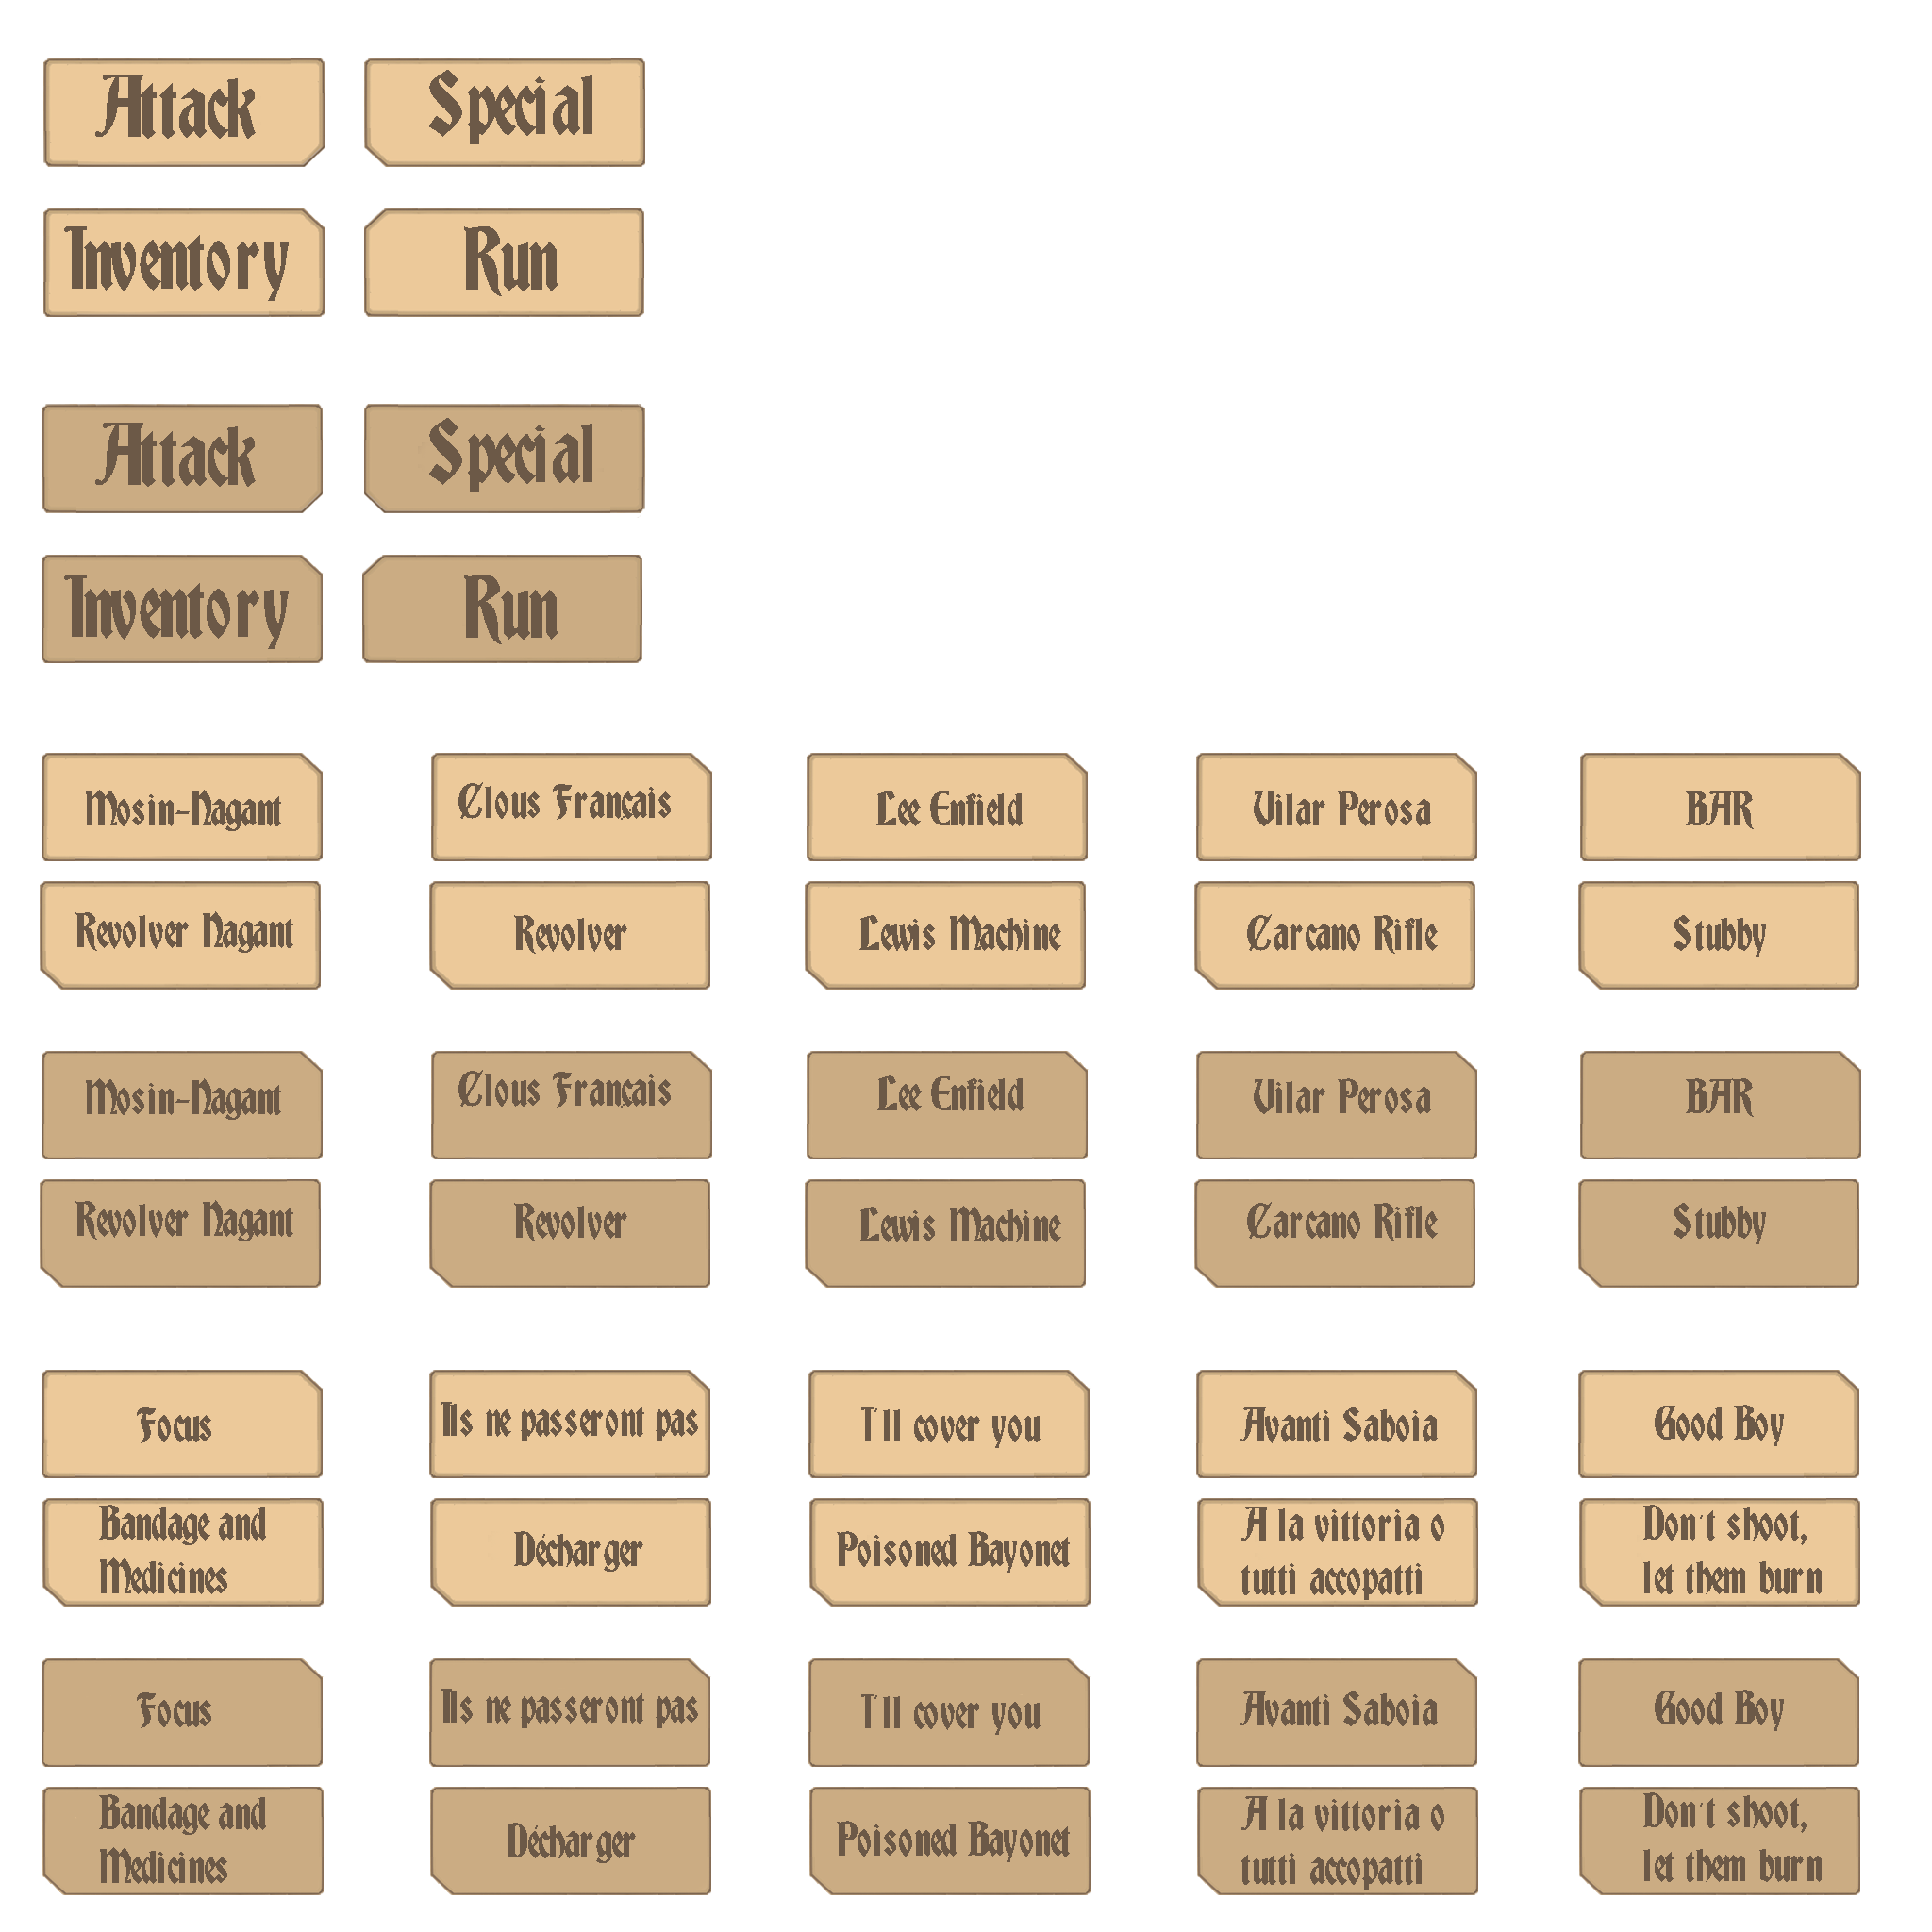 Attack
Special
Inventory
Run
Attack
Special
Inventory
Run
Mosin-Nagant
Clous Français
Lee Enfield
Vilar Perosa
BAR
Revolver Nagant
Revolver
Lewis Machine
Carcano Rifle
Stubby
Mosin-Nagant
Clous Français
Lee Enfield
Vilar Perosa
BAR
Revolver Nagant
Revolver
Lewis Machine
Carcano Rifle
Stubby
Focus
Ils ne passeront pas
I'll cover you
Avanti Saboia
Good Boy
Bandage and
Medicines
Décharger
Poisoned Bayonet
A la vittoria o
tutti accopatti
Don't shoot,
let them burn
Focus
Ils ne passeront pas
I'll cover you
Avanti Saboia
Good Boy
Bandage and
Medicines
Décharger
Poisoned Bayonet
A la vittoria o
tutti accopatti
Don't shoot,
let them burn